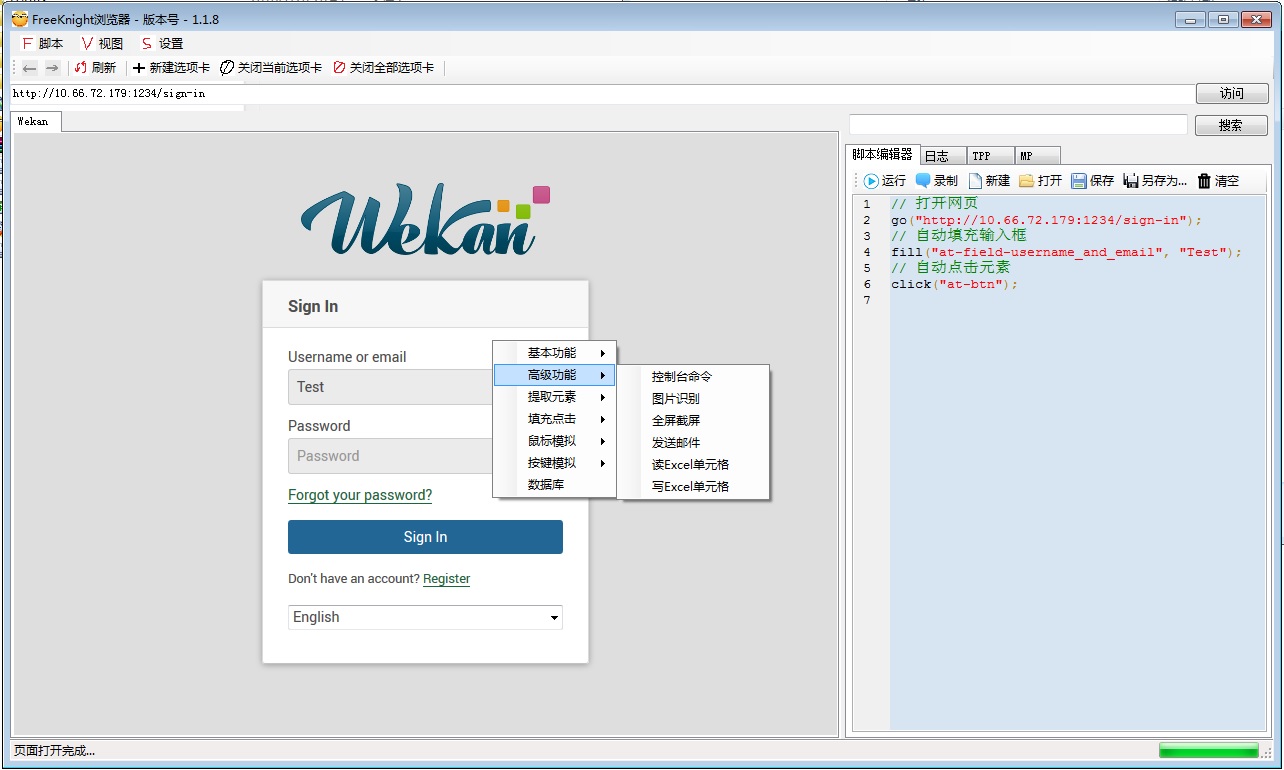 FreeKnight浏览器 - 版本号 - 1.1.8
F 脚本 V 视图 S 设置
刷新 新建选项卡 关闭当前选项卡 关闭全部选项卡
http://10.66.72.179:1234/sign-in 访问
搜索
Wekan
WeKan
Sign In
Username or email
Test
Password
Password
Forgot your password?
Sign In
Don't have an account? Register
English
基本功能
高级功能
提取元素
填充点击
鼠标模拟
按键模拟
数据库
控制台命令
图片识别
全屏截屏
发送邮件
读Excel单元格
写Excel单元格
脚本编辑器 日志 TPP MP
运行 录制 新建 打开 保存 另存为... 清空
1 // 打开网页
2 go("http://10.66.72.179:1234/sign-in");
3 // 自动填充输入框
4 fill("at-field-username_and_email", "Test");
5 // 自动点击元素
6 click("at-btn");
7
页面打开完成...